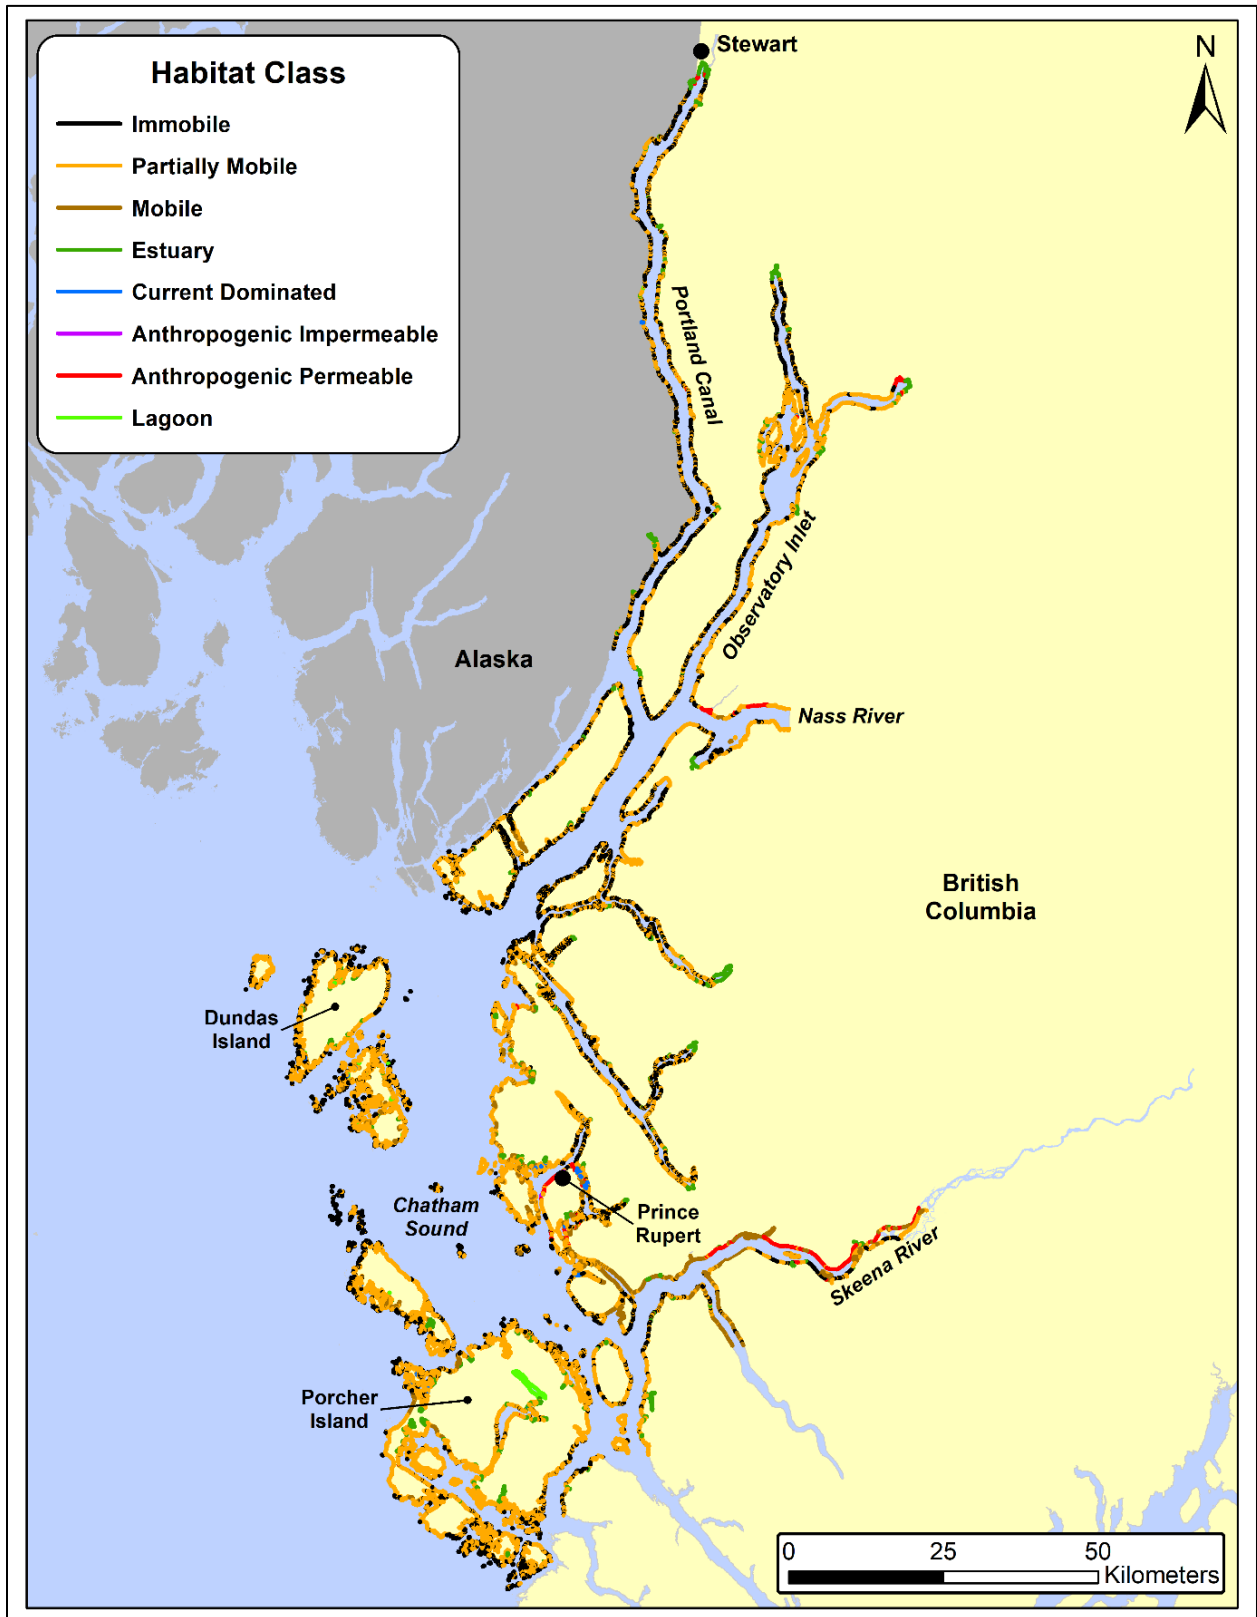 Habitat Class
Immobile
Partially Mobile
Mobile
Estuary
Current Dominated
Anthropogenic Impermeable
Anthropogenic Permeable
Lagoon
Stewart
N
Portland Canal
Observatory Inlet
Alaska
Nass River
British
Columbia
Dundas
Island
Chatham
Sound
Prince
Rupert
Skeena River
Porcher
Island
0 25 50
Kilometers